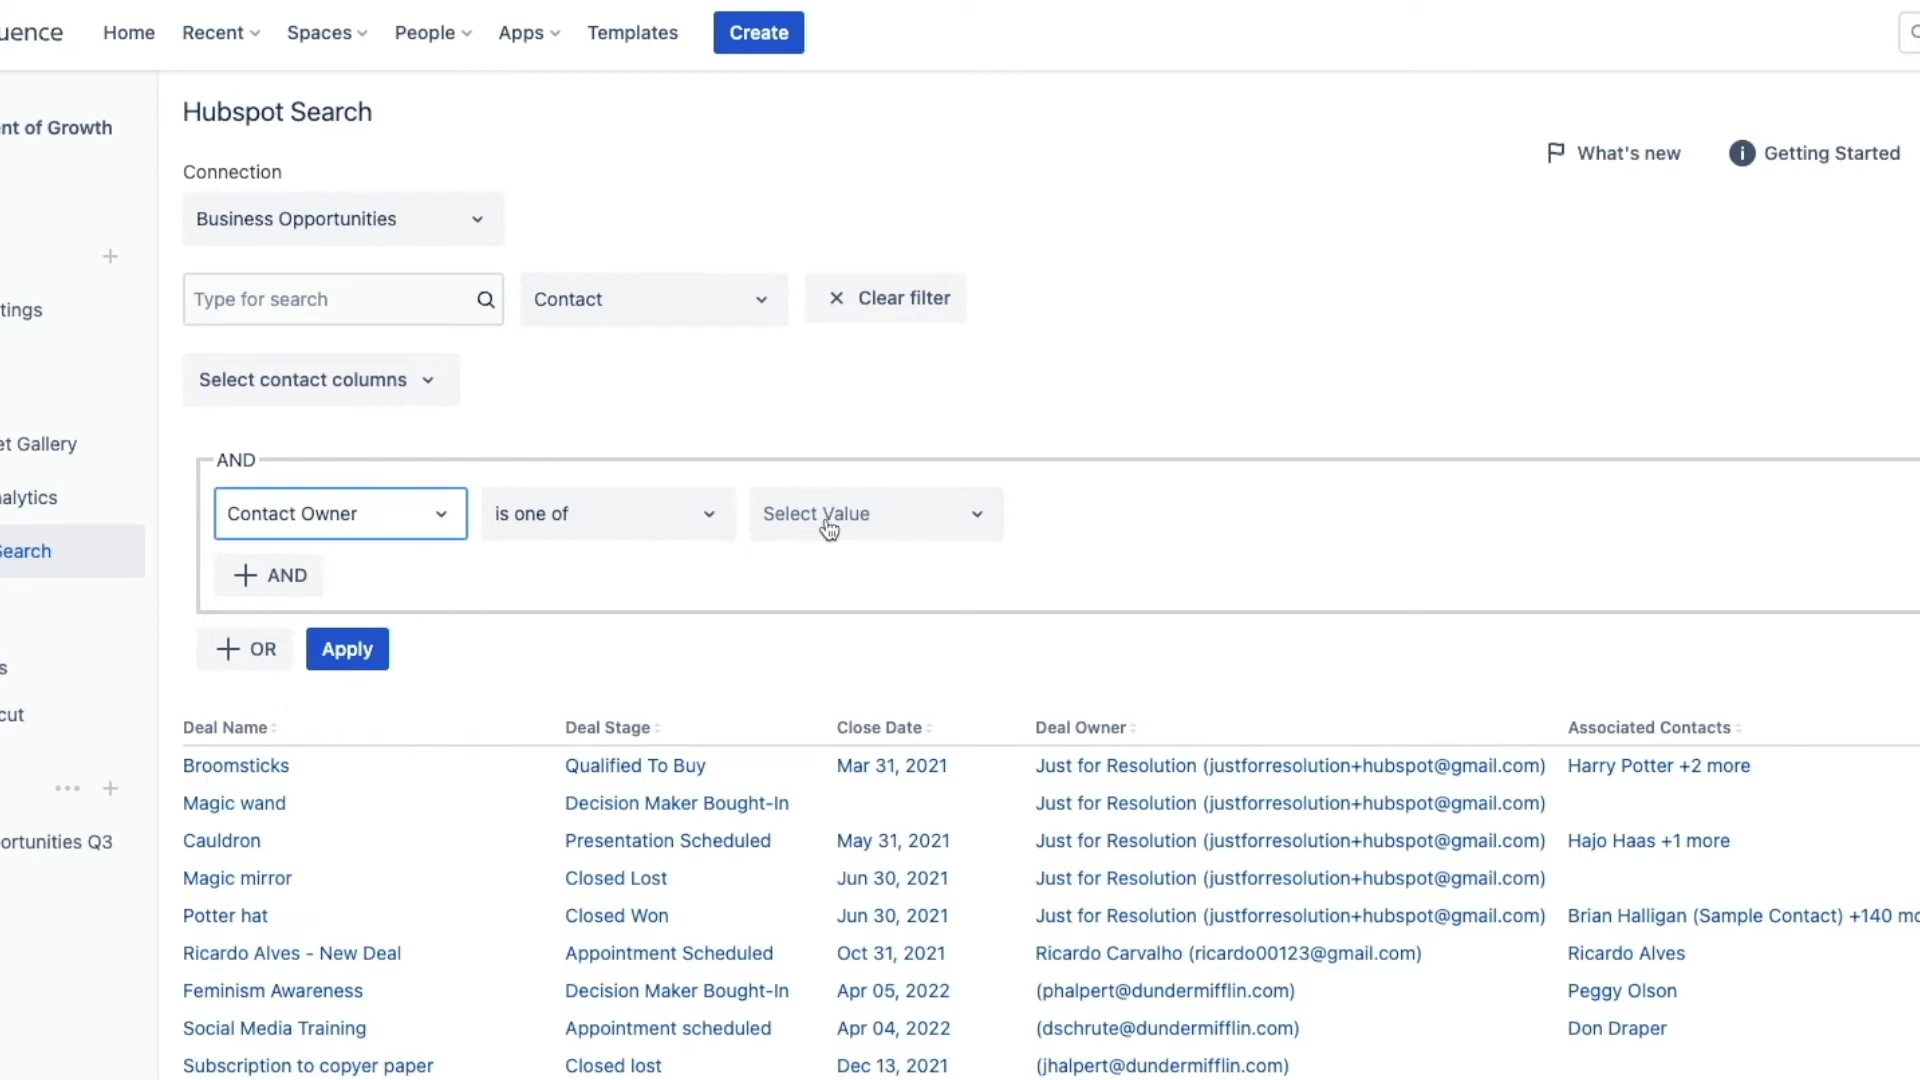 uence Home Recent Spaces People Apps Templates Create
Hubspot Search
nt of Growth
What's new Getting Started
Connection
Business Opportunities
Type for search Contact Clear filter
tings
Select contact columns
et Gallery
AND
alytics
Contact Owner is one of Select Value
Search
+ AND
+ OR Apply
s
cut
Deal Name Deal Stage Close Date Deal Owner Associated Contacts
Broomsticks Qualified To Buy Mar 31, 2021 Just for Resolution (justforresolution+hubspot@gmail.com) Harry Potter +2 more
Magic wand Decision Maker Bought-In Just for Resolution (justforresolution+hubspot@gmail.com)
Cauldron Presentation Scheduled May 31, 2021 Just for Resolution (justforresolution+hubspot@gmail.com) Hajo Haas +1 more
ortunities Q3
Magic mirror Closed Lost Jun 30, 2021 Just for Resolution (justforresolution+hubspot@gmail.com)
Potter hat Closed Won Jun 30, 2021 Just for Resolution (justforresolution+hubspot@gmail.com) Brian Halligan (Sample Contact) +140 mo
Ricardo Alves - New Deal Appointment Scheduled Oct 31, 2021 Ricardo Carvalho (ricardo00123@gmail.com) Ricardo Alves
Feminism Awareness Decision Maker Bought-In Apr 05, 2022 (phalpert@dundermifflin.com) Peggy Olson
Social Media Training Appointment scheduled Apr 04, 2022 (dschrute@dundermifflin.com) Don Draper
Subscription to copyer paper Closed lost Dec 13, 2021 (jhalpert@dundermifflin.com)